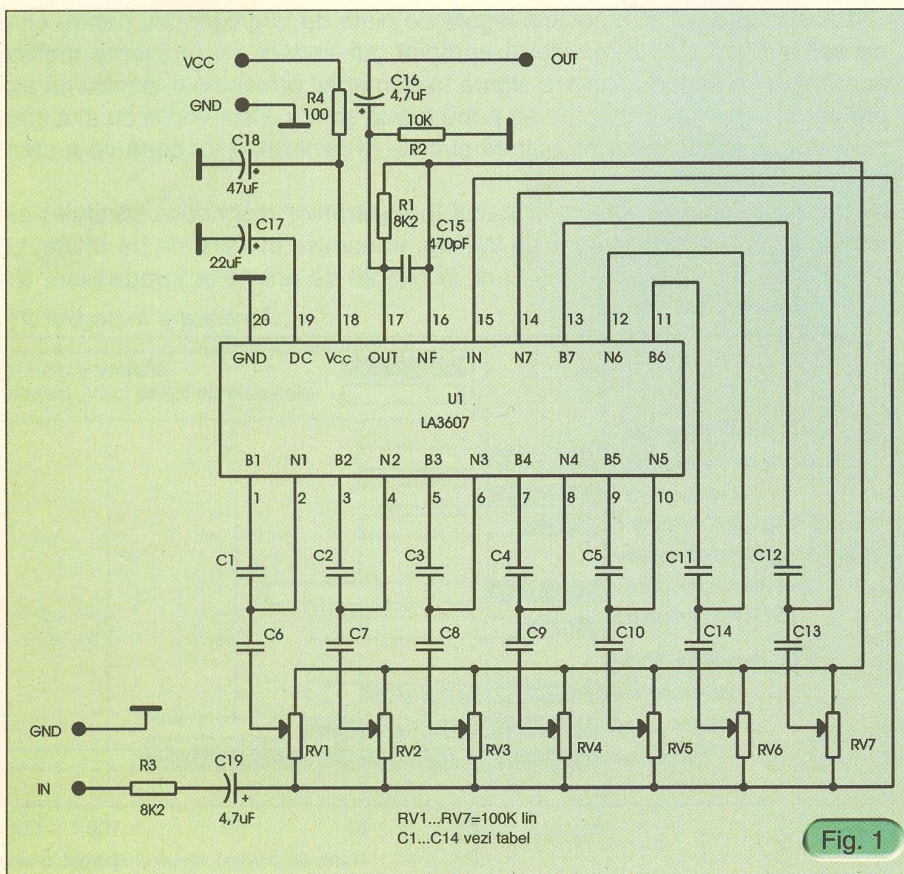 VCC
C16
4,7uF
OUT
R4
100
GND
10K
R2
C18
47uF
R1
8K2
C15
470pF
C17
22uF
20 19 18 17 16 15 14 13 12 11
GND DC Vcc OUT NF IN N7 B7 N6 B6
U1
LA3607
B1 N1 B2 N2 B3 N3 B4 N4 B5 N5
1 2 3 4 5 6 7 8 9 10
C1 C2 C3 C4 C5 C11 C12
C6 C7 C8 C9 C10 C14 C13
GND
RV1 RV2 RV3 RV4 RV5 RV6 RV7
R3
C19
IN
8K2
4,7uF
RV1...RV7=100K lin
C1...C14 vezi tabel
Fig. 1